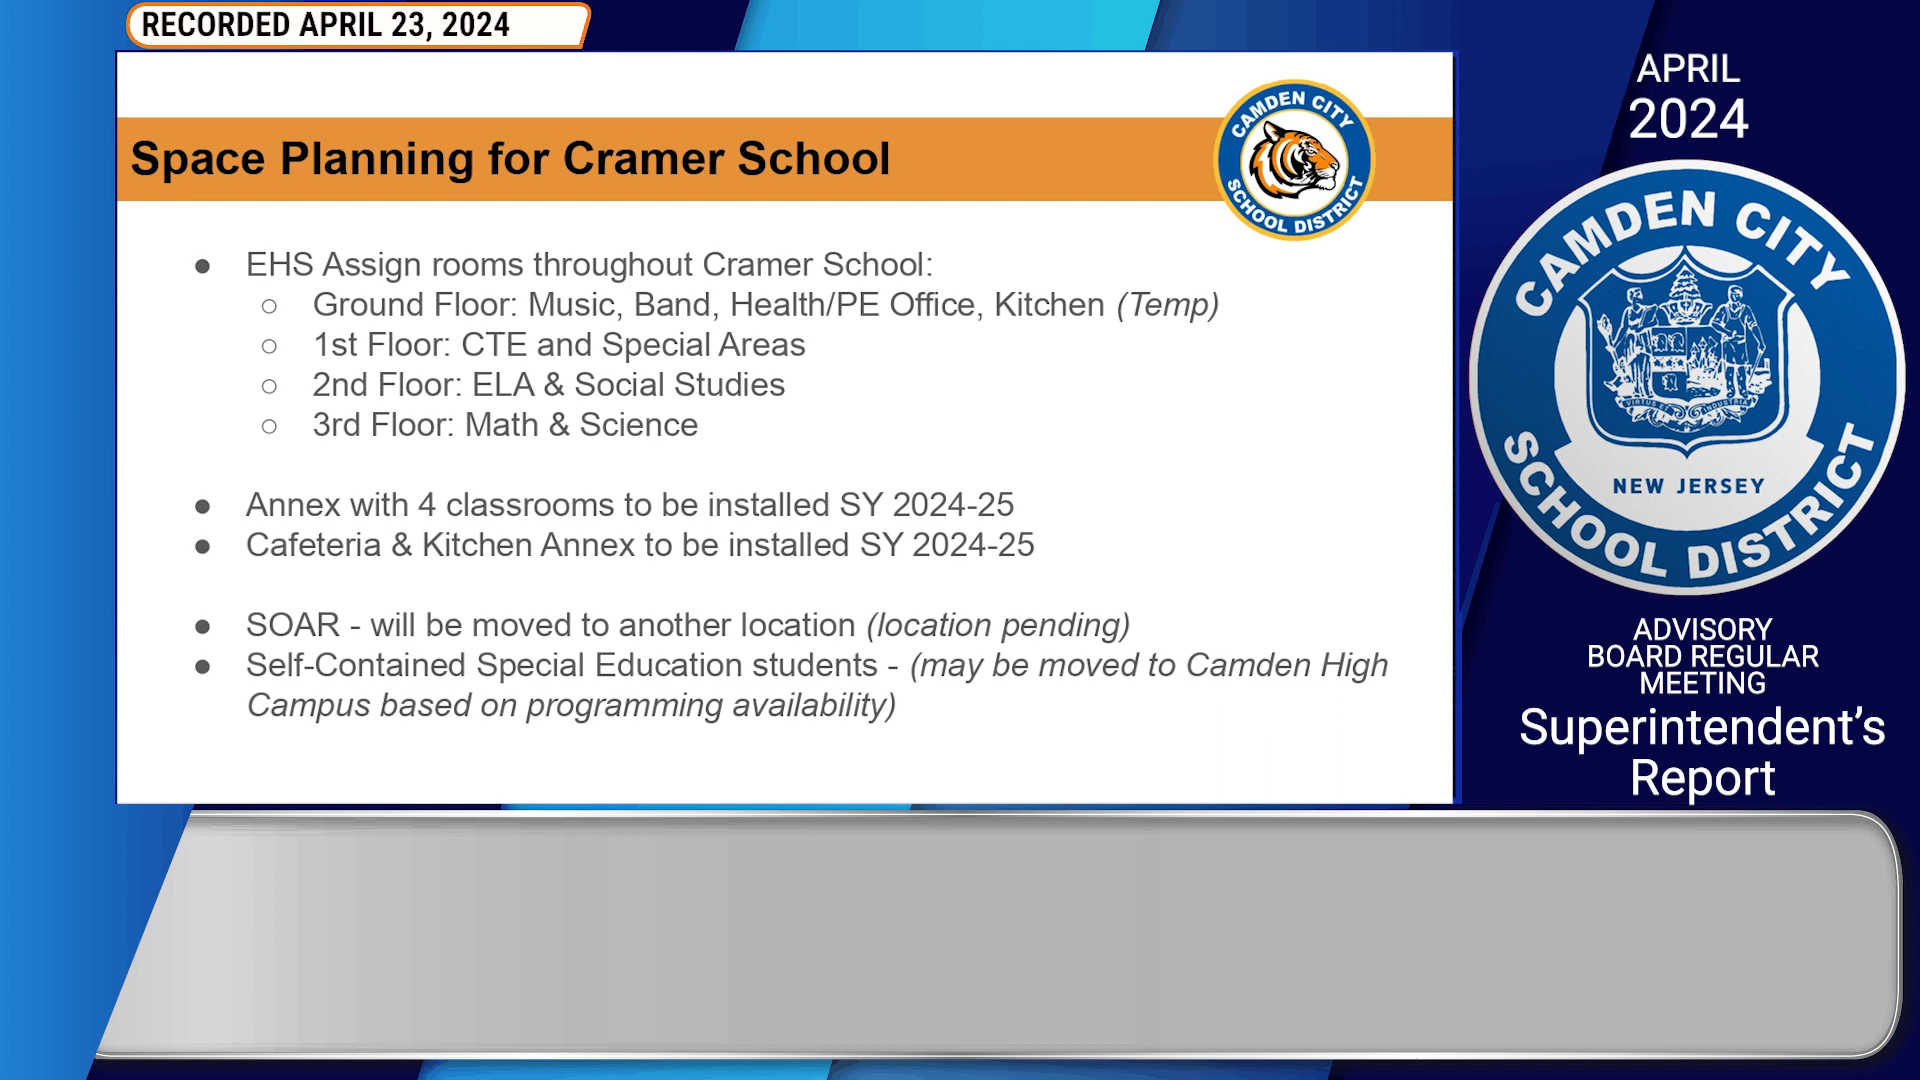 RECORDED APRIL 23, 2024
Space Planning for Cramer School
CAMDEN CITY
SCHOOL DISTRICT
● EHS Assign rooms throughout Cramer School:
○ Ground Floor: Music, Band, Health/PE Office, Kitchen (Temp)
○ 1st Floor: CTE and Special Areas
○ 2nd Floor: ELA & Social Studies
○ 3rd Floor: Math & Science
● Annex with 4 classrooms to be installed SY 2024-25
● Cafeteria & Kitchen Annex to be installed SY 2024-25
● SOAR - will be moved to another location (location pending)
● Self-Contained Special Education students - (may be moved to Camden High
Campus based on programming availability)
APRIL
2024
CAMDEN CITY
VIRTUS ET INDUSTRIA
NEW JERSEY
SCHOOL DISTRICT
ADVISORY
BOARD REGULAR
MEETING
Superintendent’s
Report